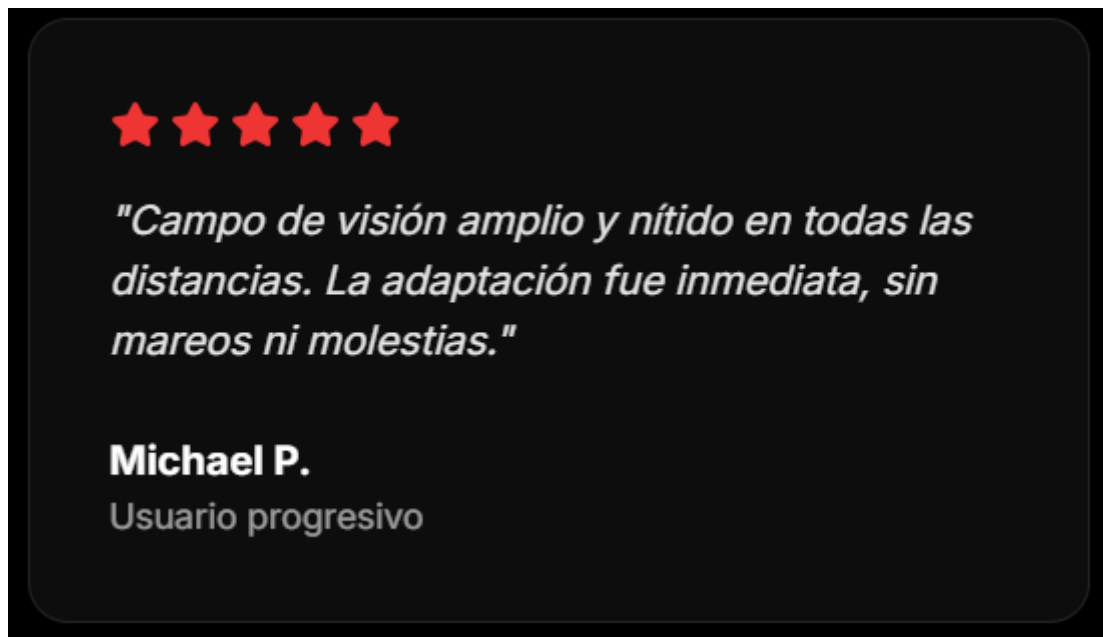 "Campo de visión amplio y nítido en todas las
distancias. La adaptación fue inmediata, sin
mareos ni molestias."
Michael P.
Usuario progresivo